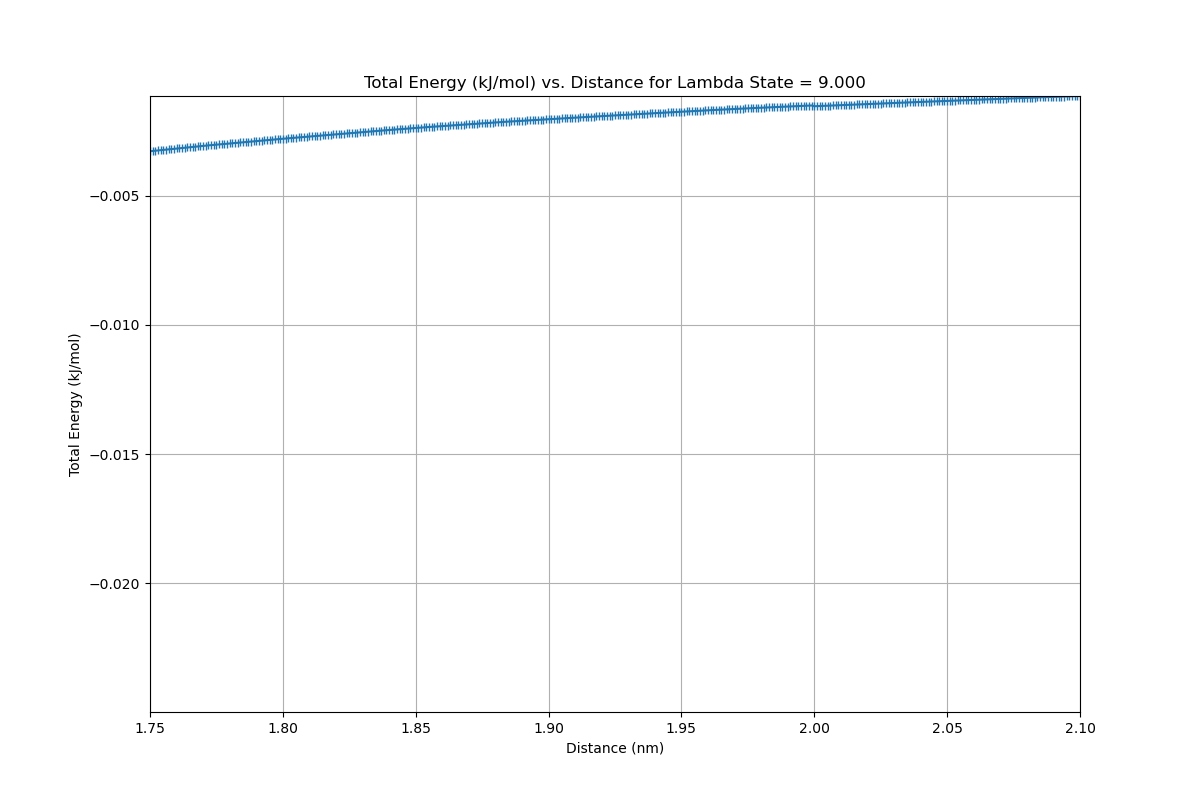 Total Energy (kJ/mol) vs. Distance for Lambda State = 9.000
−0.005
−0.010
−0.015
−0.020
Total Energy (kJ/mol)
1.75 1.80 1.85 1.90 1.95 2.00 2.05 2.10
Distance (nm)